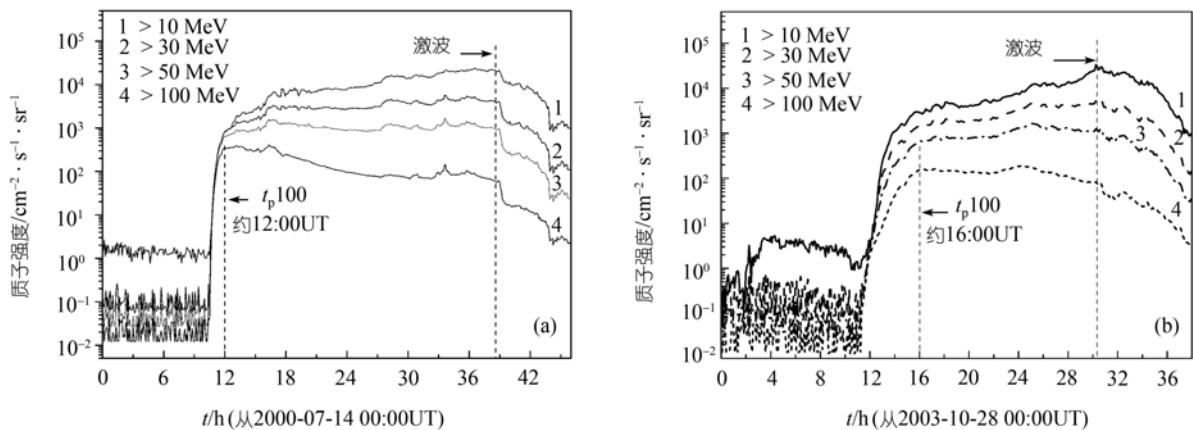 1 > 10 MeV
2 > 30 MeV
3 > 50 MeV
4 > 100 MeV
激波
质子强度/cm⁻² · s⁻¹ · sr⁻¹
10⁵
10⁴
10³
10²
10¹
10⁰
10⁻¹
10⁻²
tₚ100
约12:00UT
1
2
3
4
(a)
0 6 12 18 24 30 36 42
t/h (从2000-07-14 00:00UT)
1 > 10 MeV
2 > 30 MeV
3 > 50 MeV
4 > 100 MeV
激波
质子强度/cm⁻² · s⁻¹ · sr⁻¹
10⁵
10⁴
10³
10²
10¹
10⁰
10⁻¹
10⁻²
tₚ100
约16:00UT
1
2
3
4
(b)
0 4 8 12 16 20 24 28 32 36
t/h (从2003-10-28 00:00UT)